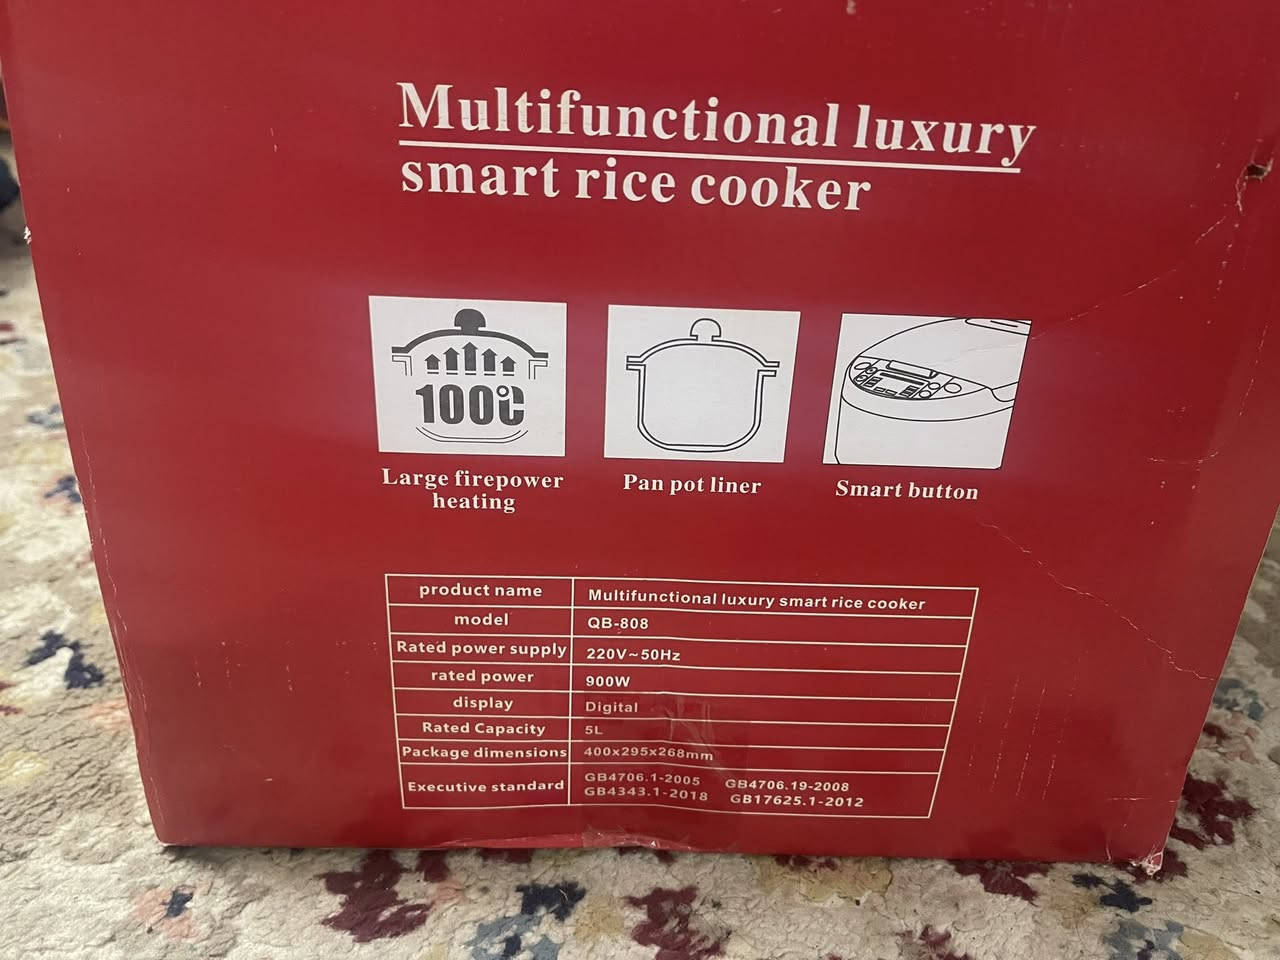 Multifunctional luxury
smart rice cooker
100℃
Large firepower
heating
Pan pot liner
Smart button
product name Multifunctional luxury smart rice cooker
model QB-808
Rated power supply 220V~50Hz
rated power 900W
display Digital
Rated Capacity 5L
Package dimensions 400x295x268mm
Executive standard GB4706.1-2005 GB4706.19-2008
GB4343.1-2018 GB17625.1-2012